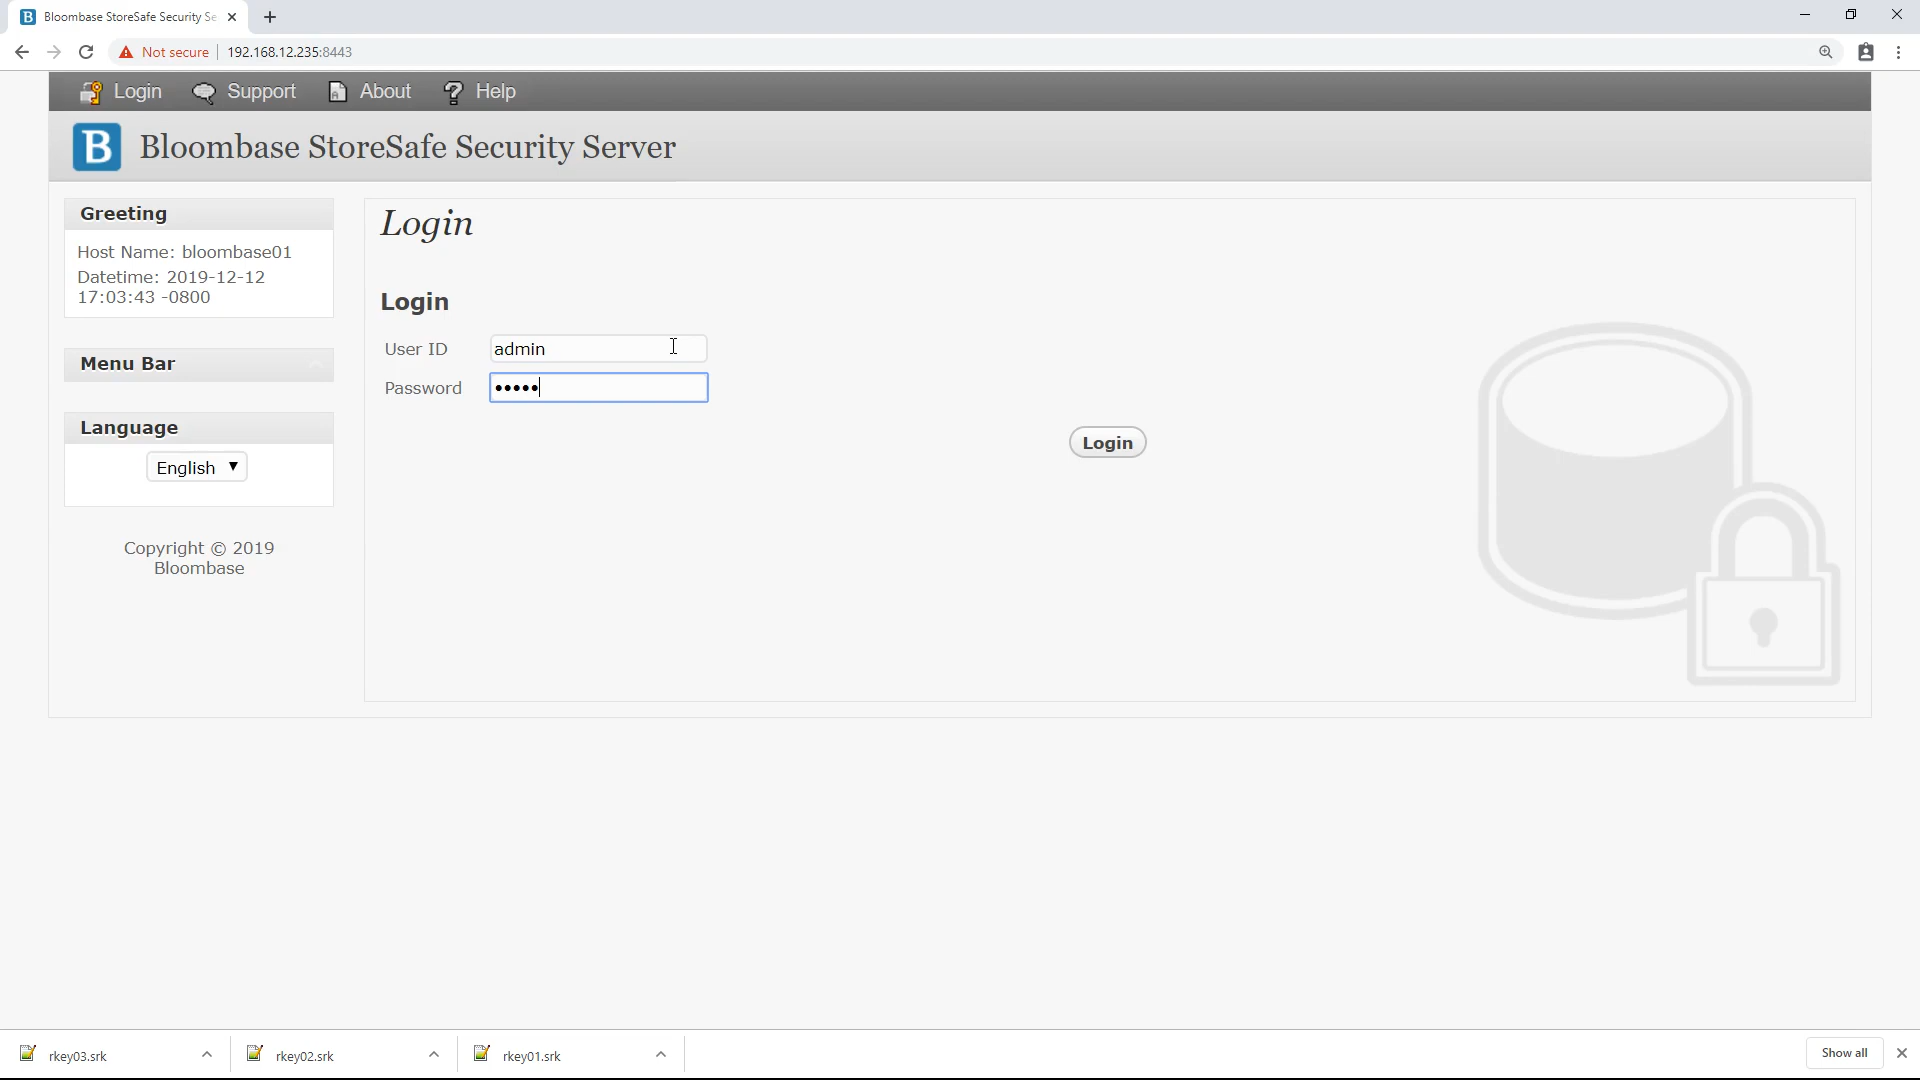 Bloombase StoreSafe Security Se
Not secure 192.168.12.235:8443
Login Support About Help
B Bloombase StoreSafe Security Server
Greeting
Host Name: bloombase01
Datetime: 2019-12-12
17:03:43 -0800
Menu Bar
Language
English
Copyright © 2019
Bloombase
Login
Login
User ID admin
Password •••••
Login
rkey03.srk rkey02.srk rkey01.srk Show all